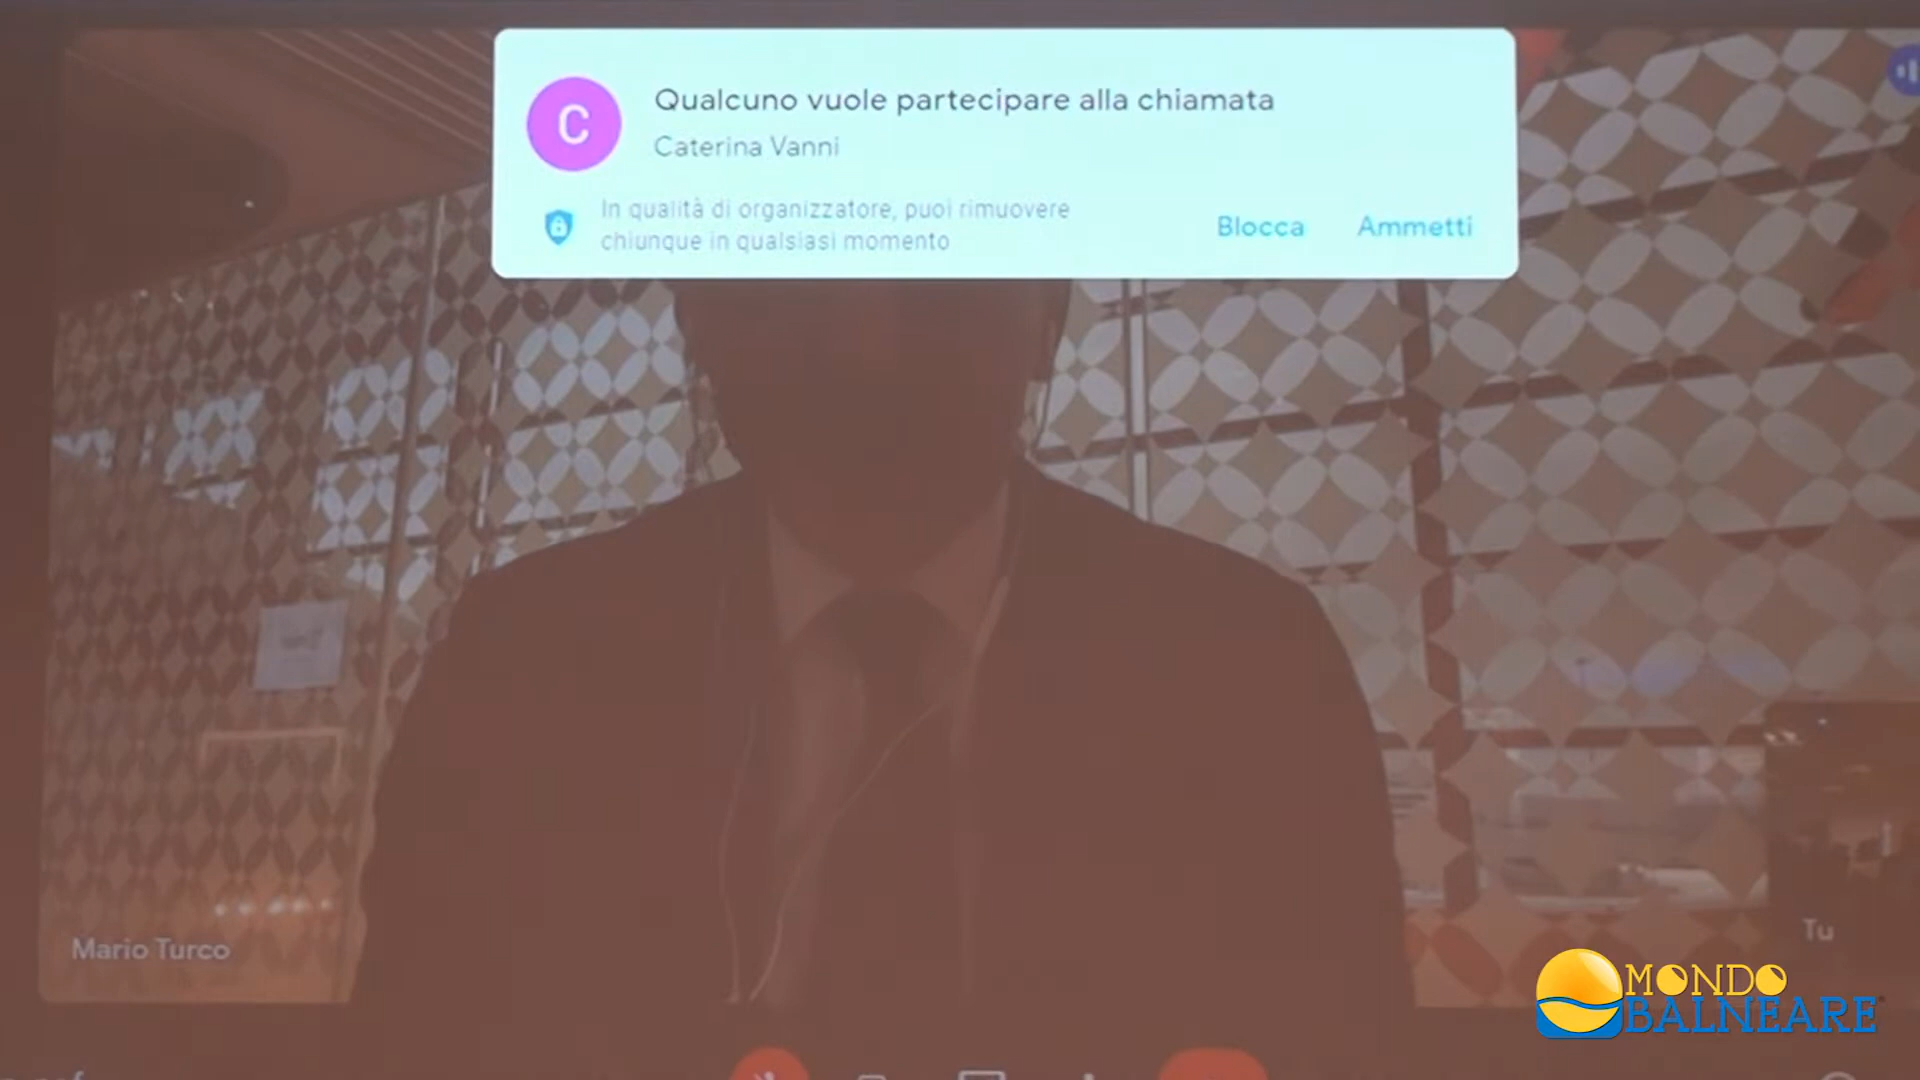 Qualcuno vuole partecipare alla chiamata
Caterina Vanni
In qualità di organizzatore, puoi rimuovere
chiunque in qualsiasi momento
Blocca
Ammetti
C
Mario Turco
Tu
MONDO
BALNEARE